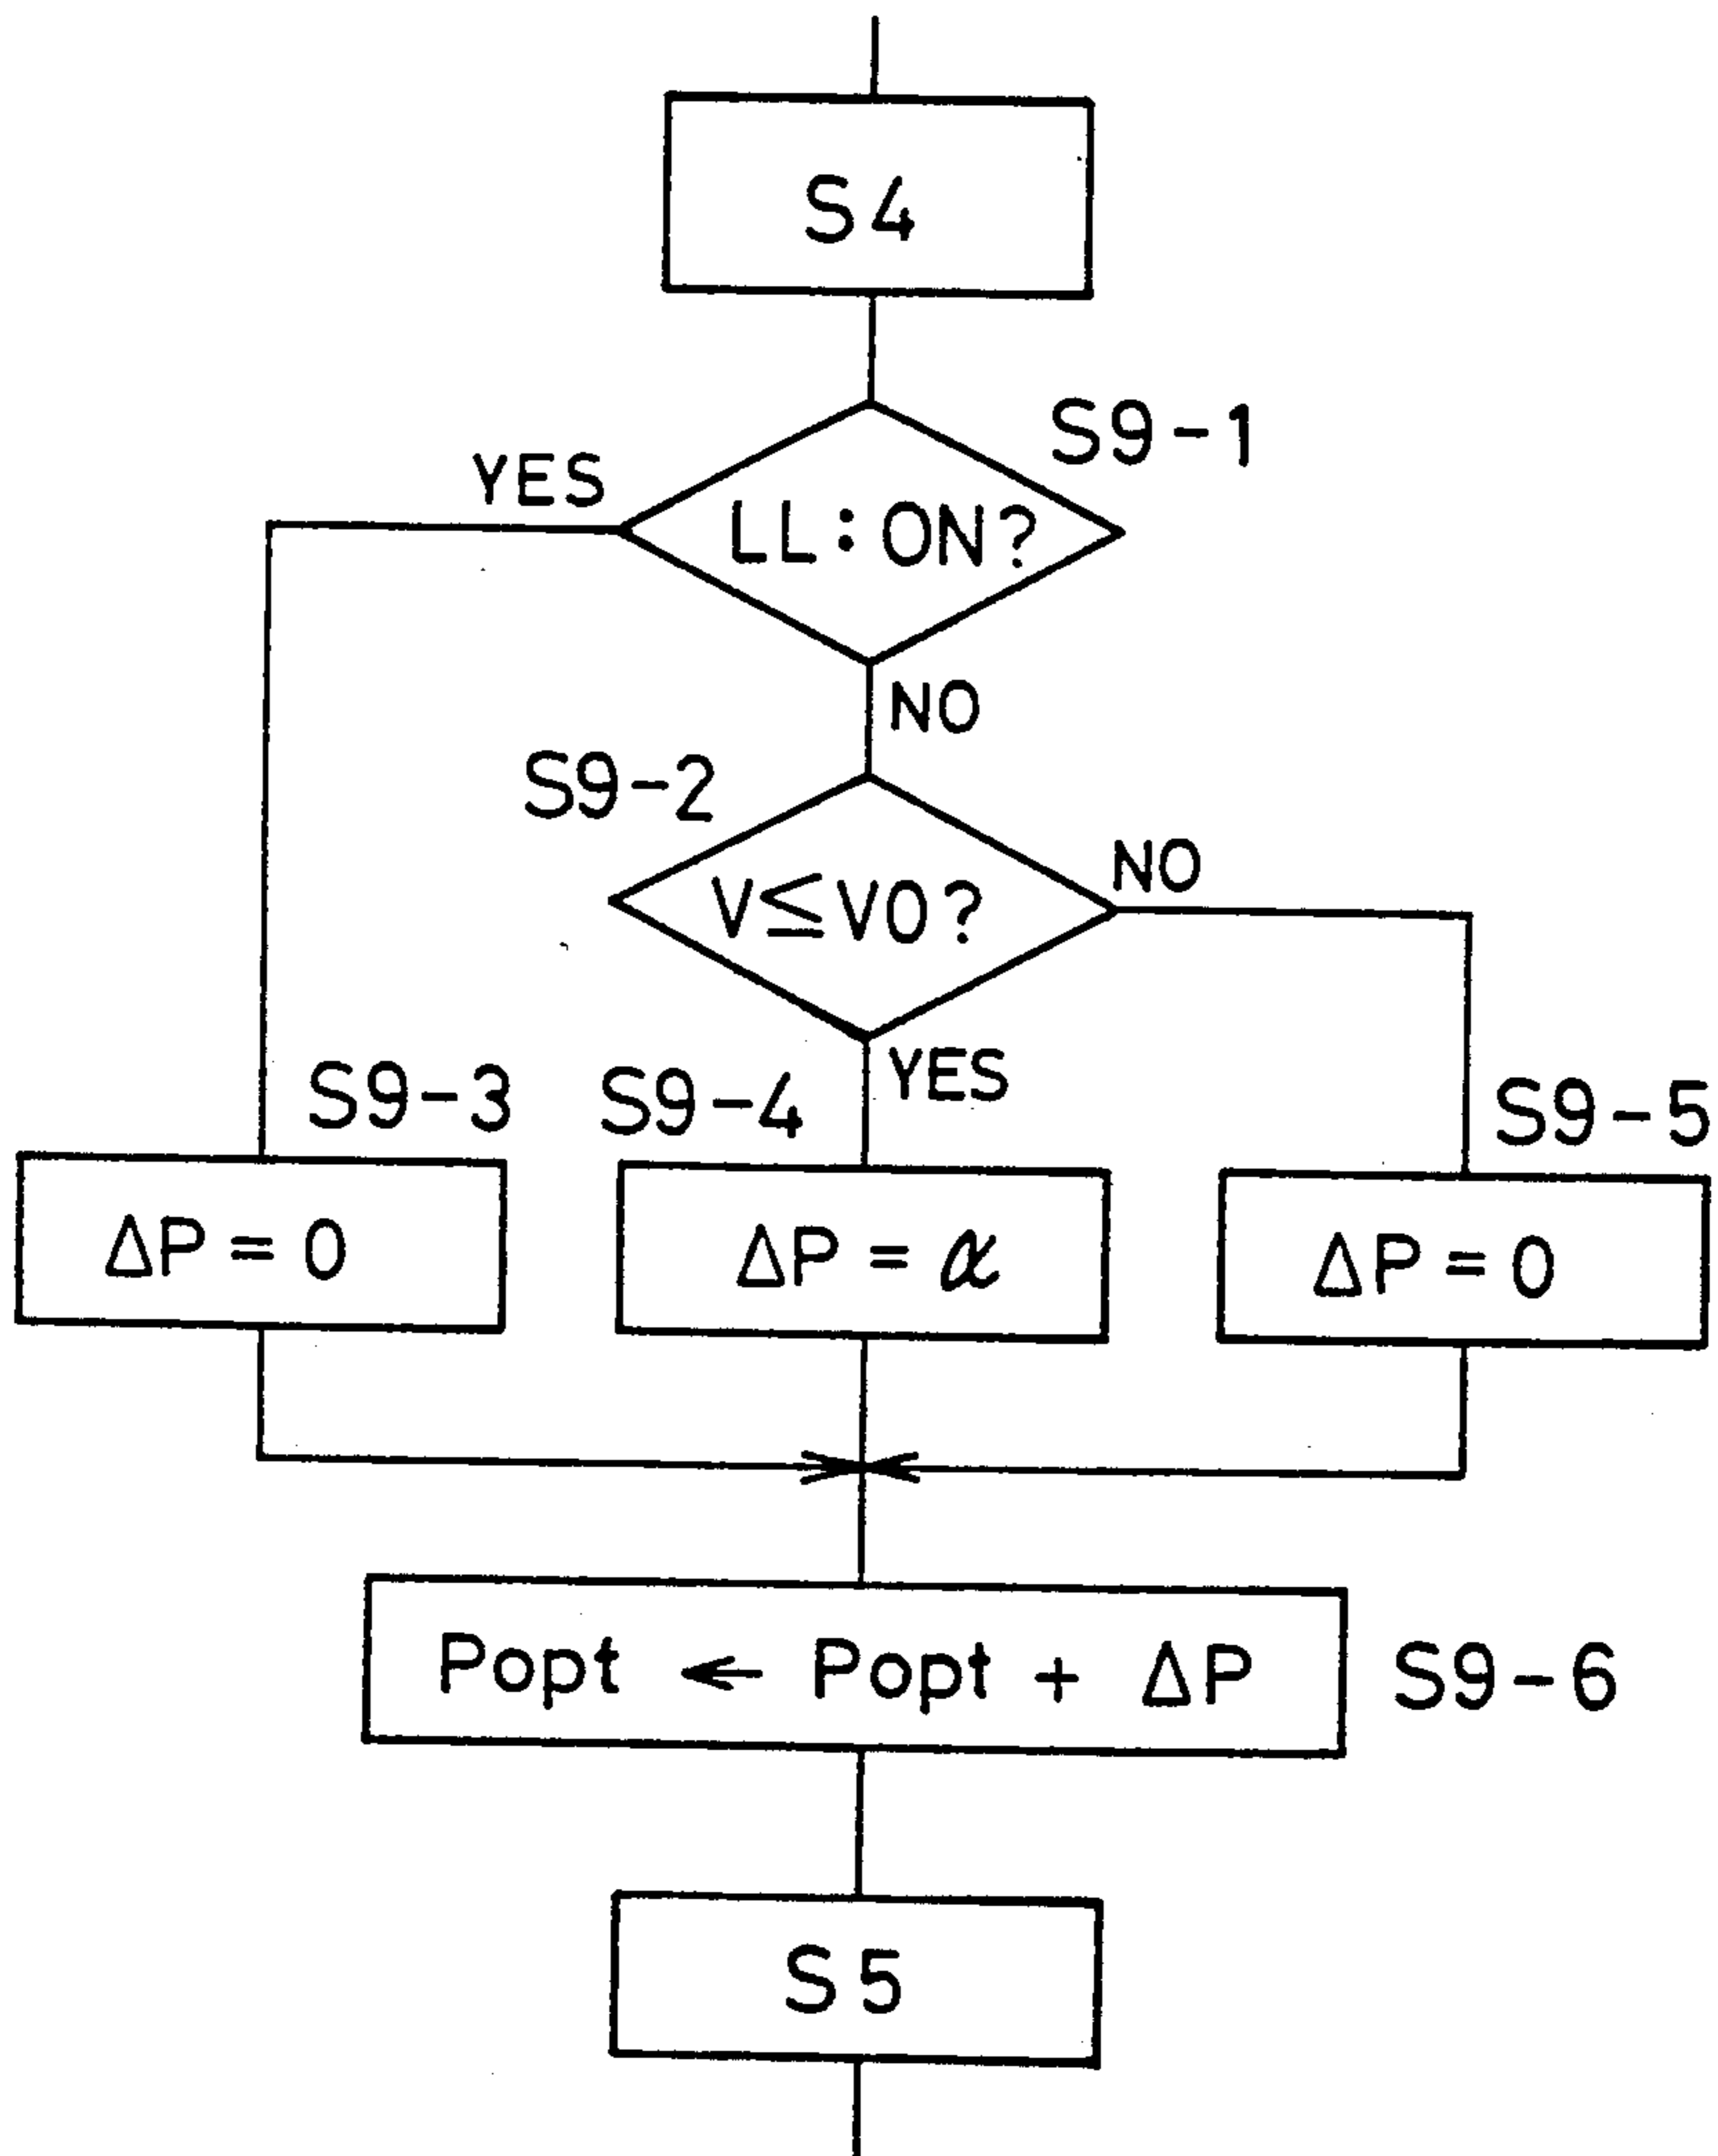 S4
S9-1
YES
LL:ON?
NO
S9-2
NO
V≦V0?
YES
S9-3
S9-4
S9-5
ΔP=0
ΔP=α
ΔP=0
Popt ← Popt + ΔP
S9-6
S5